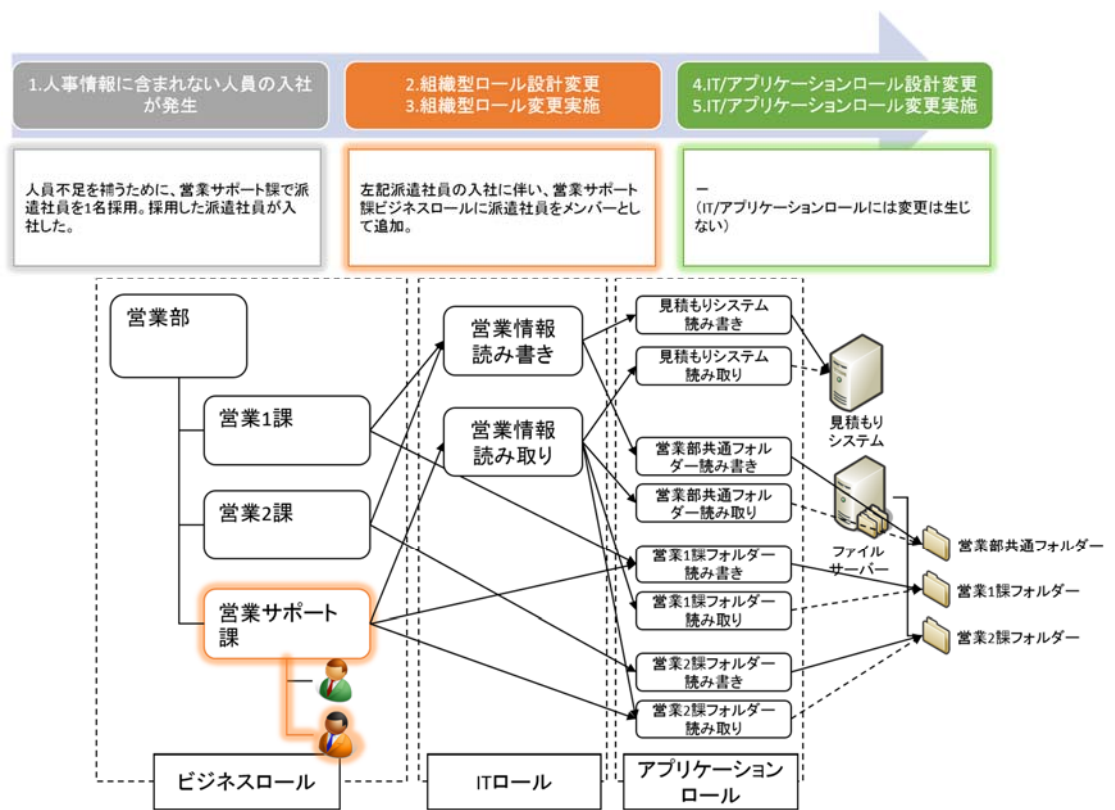 1.人事情報に含まれない人員の入社
が発生
2.組織型ロール設計変更
3.組織型ロール変更実施
4.IT/アプリケーションロール設計変更
5.IT/アプリケーションロール変更実施
人員不足を補うために、営業サポート課で派
遣社員を1名採用。採用した派遣社員が入
社した。
左記派遣社員の入社に伴い、営業サポート
課ビジネスロールに派遣社員をメンバーとし
て追加。
－
(IT/アプリケーションロールには変更は生じ
ない)
営業部
営業1課
営業2課
営業サポート
課
ビジネスロール
営業情報
読み書き
営業情報
読み取り
ITロール
見積もりシステム
読み書き
見積もりシステム
読み取り
営業部共通フォル
ダー読み書き
営業部共通フォル
ダー読み取り
営業1課フォルダー
読み書き
営業1課フォルダー
読み取り
営業2課フォルダー
読み書き
営業2課フォルダー
読み取り
アプリケーション
ロール
見積もり
システム
ファイル
サーバー
営業部共通フォルダー
営業1課フォルダー
営業2課フォルダー